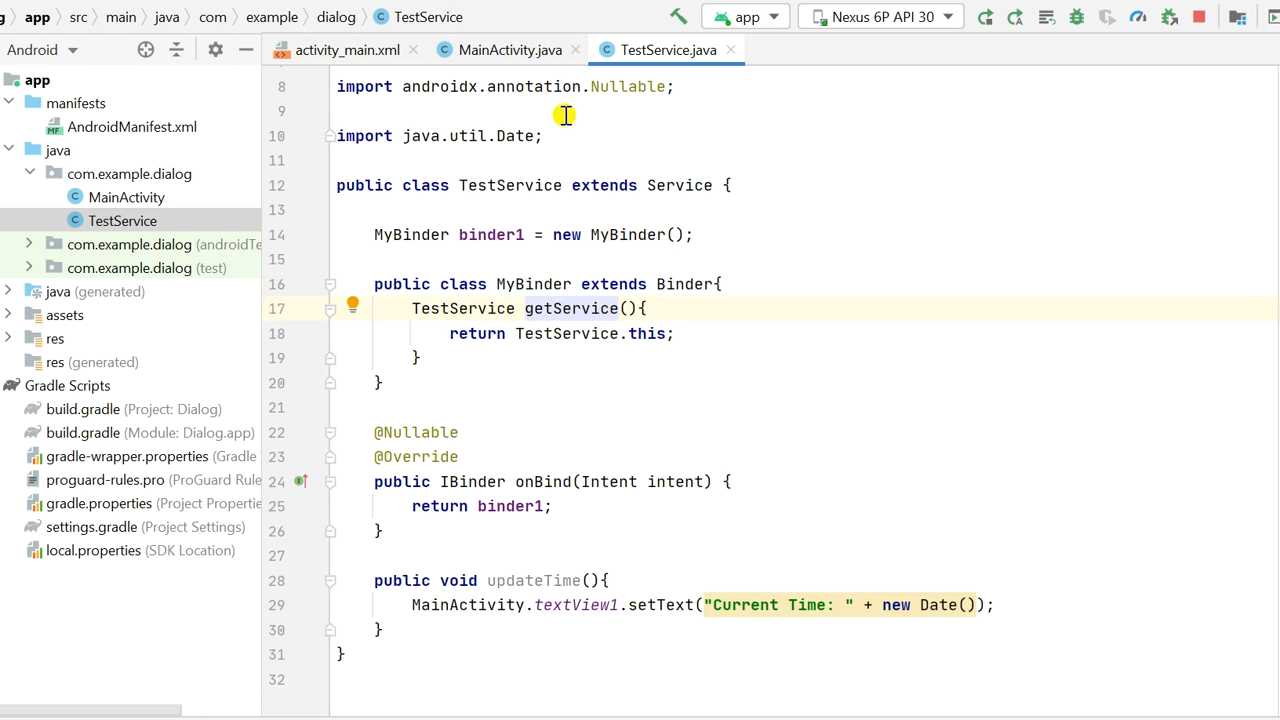 app src main java com example dialog TestService app Nexus 6P API 30
Android activity_main.xml MainActivity.java TestService.java
app
manifests
AndroidManifest.xml
java
com.example.dialog
MainActivity
TestService
com.example.dialog (androidTe
com.example.dialog (test)
java (generated)
assets
res
res (generated)
Gradle Scripts
build.gradle (Project: Dialog)
build.gradle (Module: Dialog.app)
gradle-wrapper.properties (Gradle
proguard-rules.pro (ProGuard Rule
gradle.properties (Project Propertie
settings.gradle (Project Settings)
local.properties (SDK Location)
8 import androidx.annotation.Nullable;
9
10 import java.util.Date;
11
12 public class TestService extends Service {
13
14 MyBinder binder1 = new MyBinder();
15
16 public class MyBinder extends Binder{
17 TestService getService(){
18 return TestService.this;
19 }
20 }
21
22 @Nullable
23 @Override
24 public IBinder onBind(Intent intent) {
25 return binder1;
26 }
27
28 public void updateTime(){
29 MainActivity.textView1.setText("Current Time: " + new Date());
30 }
31 }
32